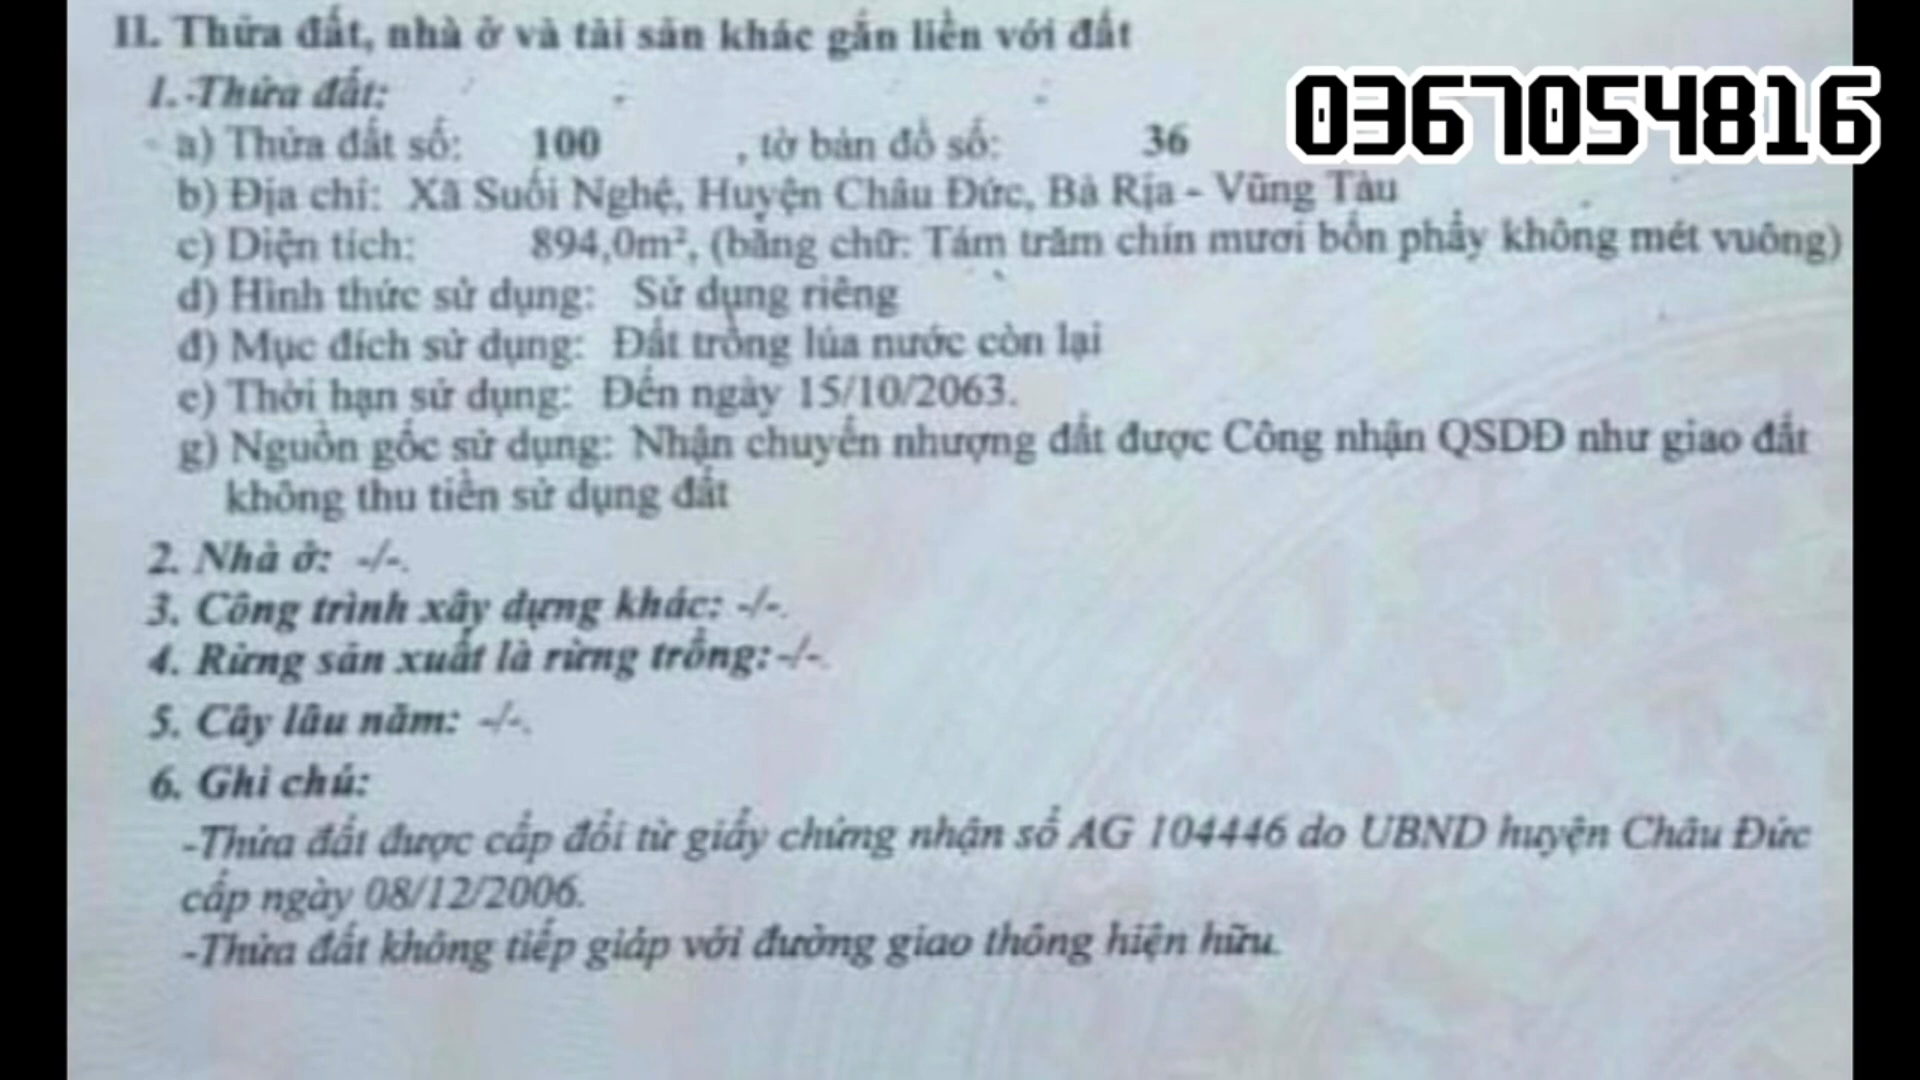 II. Thửa đất, nhà ở và tài sản khác gắn liền với đất
1. Thửa đất:
0367054816
a) Thửa đất số: 100 , tờ bản đồ số: 36
b) Địa chỉ: Xã Suối Nghệ, Huyện Châu Đức, Bà Rịa - Vũng Tàu
c) Diện tích: 894,0m², (bằng chữ: Tám trăm chín mươi bốn phẩy không mét vuông)
d) Hình thức sử dụng: Sử dụng riêng
đ) Mục đích sử dụng: Đất trồng lúa nước còn lại
e) Thời hạn sử dụng: Đến ngày 15/10/2063.
g) Nguồn gốc sử dụng: Nhận chuyển nhượng đất được Công nhận QSDĐ như giao đất
không thu tiền sử dụng đất
2. Nhà ở: -/-.
3. Công trình xây dựng khác: -/-.
4. Rừng sản xuất là rừng trồng: -/-.
5. Cây lâu năm: -/-.
6. Ghi chú:
-Thửa đất được cấp đổi từ giấy chứng nhận số AG 104446 do UBND huyện Châu Đức
cấp ngày 08/12/2006.
-Thửa đất không tiếp giáp với đường giao thông hiện hữu.